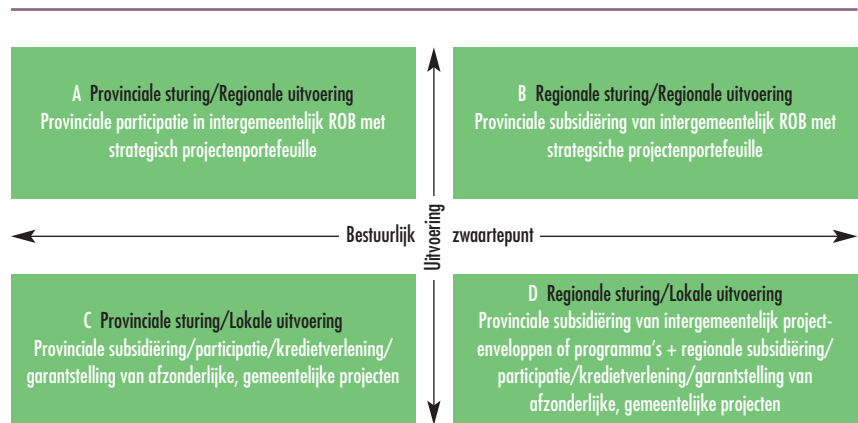 A Provinciale sturing/Regionale uitvoering
Provinciale participatie in intergemeentelijk ROB met
strategisch projectenportefeuille
B Regionale sturing/Regionale uitvoering
Provinciale subsidiëring van intergemeentelijk ROB met
strategsiche projectenportefeuille
Bestuurlijk zwaartepunt
Uitvoering
C Provinciale sturing/Lokale uitvoering
Provinciale subsidiëring/participatie/kredietverlening/
garantstelling van afzonderlijke, gemeentelijke projecten
D Regionale sturing/Lokale uitvoering
Provinciale subsidiëring van intergemeentelijk project-
enveloppen of programma's + regionale subsidiëring/
participatie/kredietverlening/garantstelling van
afzonderlijke, gemeentelijke projecten